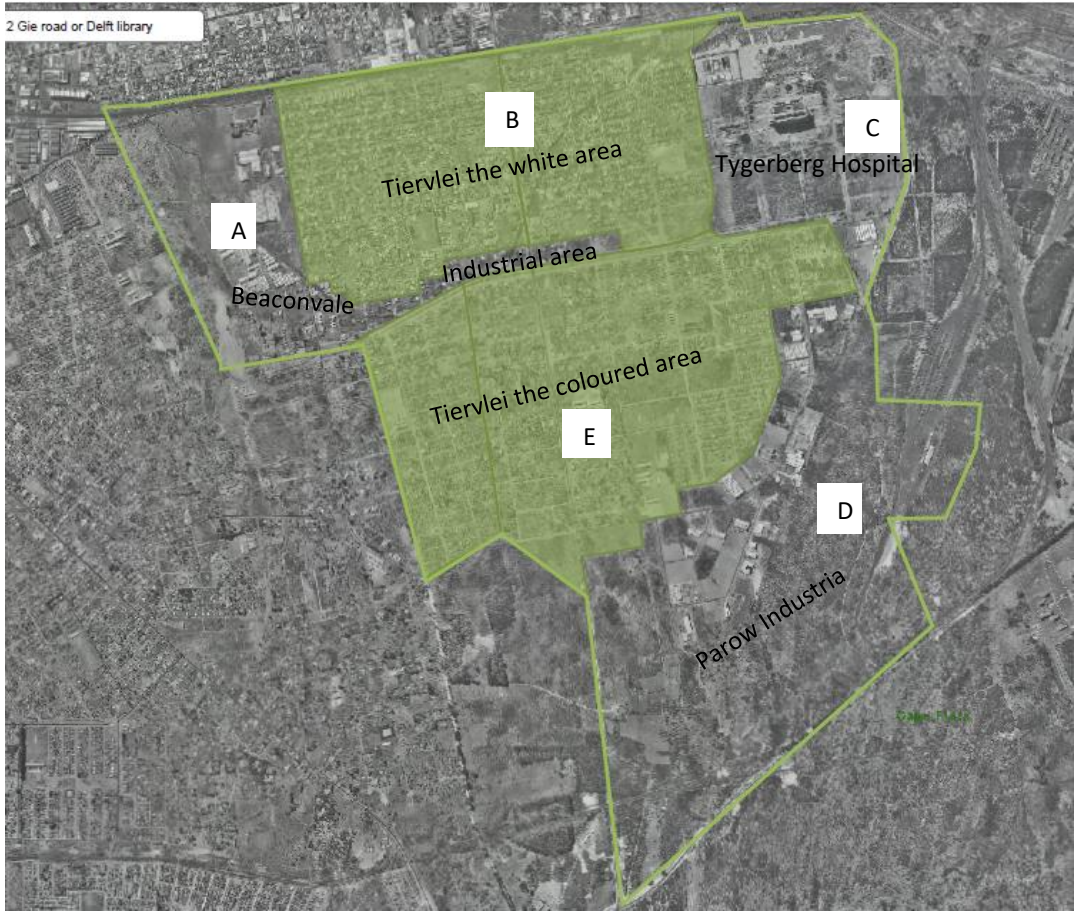 2 Gie road or Delft library
B
Tiervlei the white area
C
Tygerberg Hospital
A
Industrial area
Beaconvale
Tiervlei the coloured area
E
D
Parow Industria